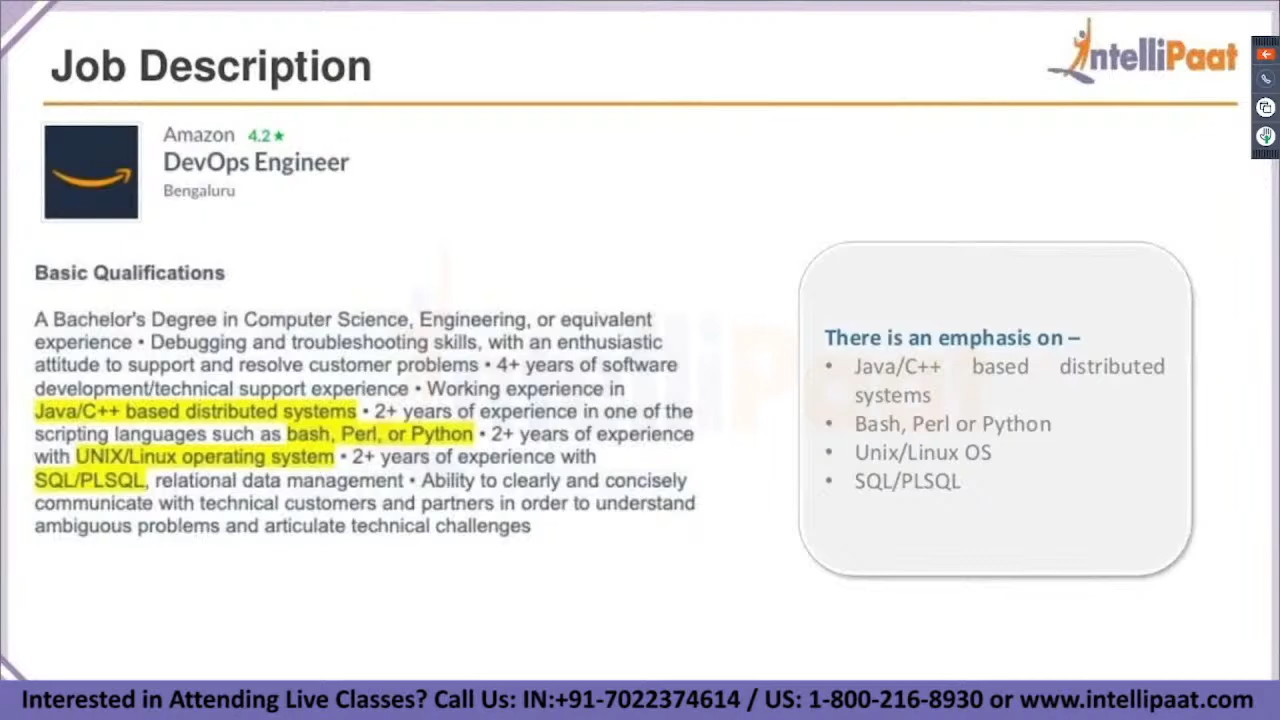 Job Description
IntelliPaat
Amazon 4.2★
DevOps Engineer
Bengaluru
Basic Qualifications
A Bachelor's Degree in Computer Science, Engineering, or equivalent
experience • Debugging and troubleshooting skills, with an enthusiastic
attitude to support and resolve customer problems • 4+ years of software
development/technical support experience • Working experience in
Java/C++ based distributed systems • 2+ years of experience in one of the
scripting languages such as bash, Perl, or Python • 2+ years of experience
with UNIX/Linux operating system • 2+ years of experience with
SQL/PLSQL, relational data management • Ability to clearly and concisely
communicate with technical customers and partners in order to understand
ambiguous problems and articulate technical challenges
There is an emphasis on –
• Java/C++ based distributed
systems
• Bash, Perl or Python
• Unix/Linux OS
• SQL/PLSQL
Interested in Attending Live Classes? Call Us: IN:+91-7022374614 / US: 1-800-216-8930 or www.intellipaat.com